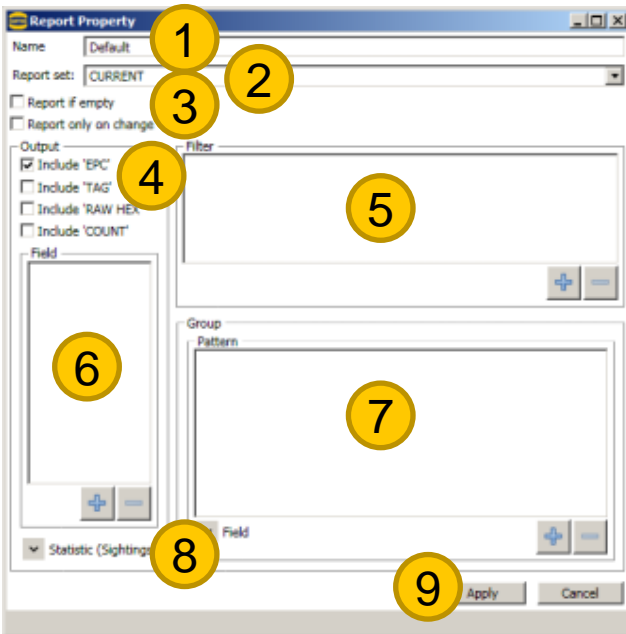 Report Property
1
Name Default
2
Report set: CURRENT
3
Report if empty
Report only on change
Output
4
Include 'EPC'
Include 'TAG'
Include 'RAW HEX'
Include 'COUNT'
Field
6
Filter
5
Group
Pattern
7
Field
8
Statistic (Sightings
9
Apply Cancel